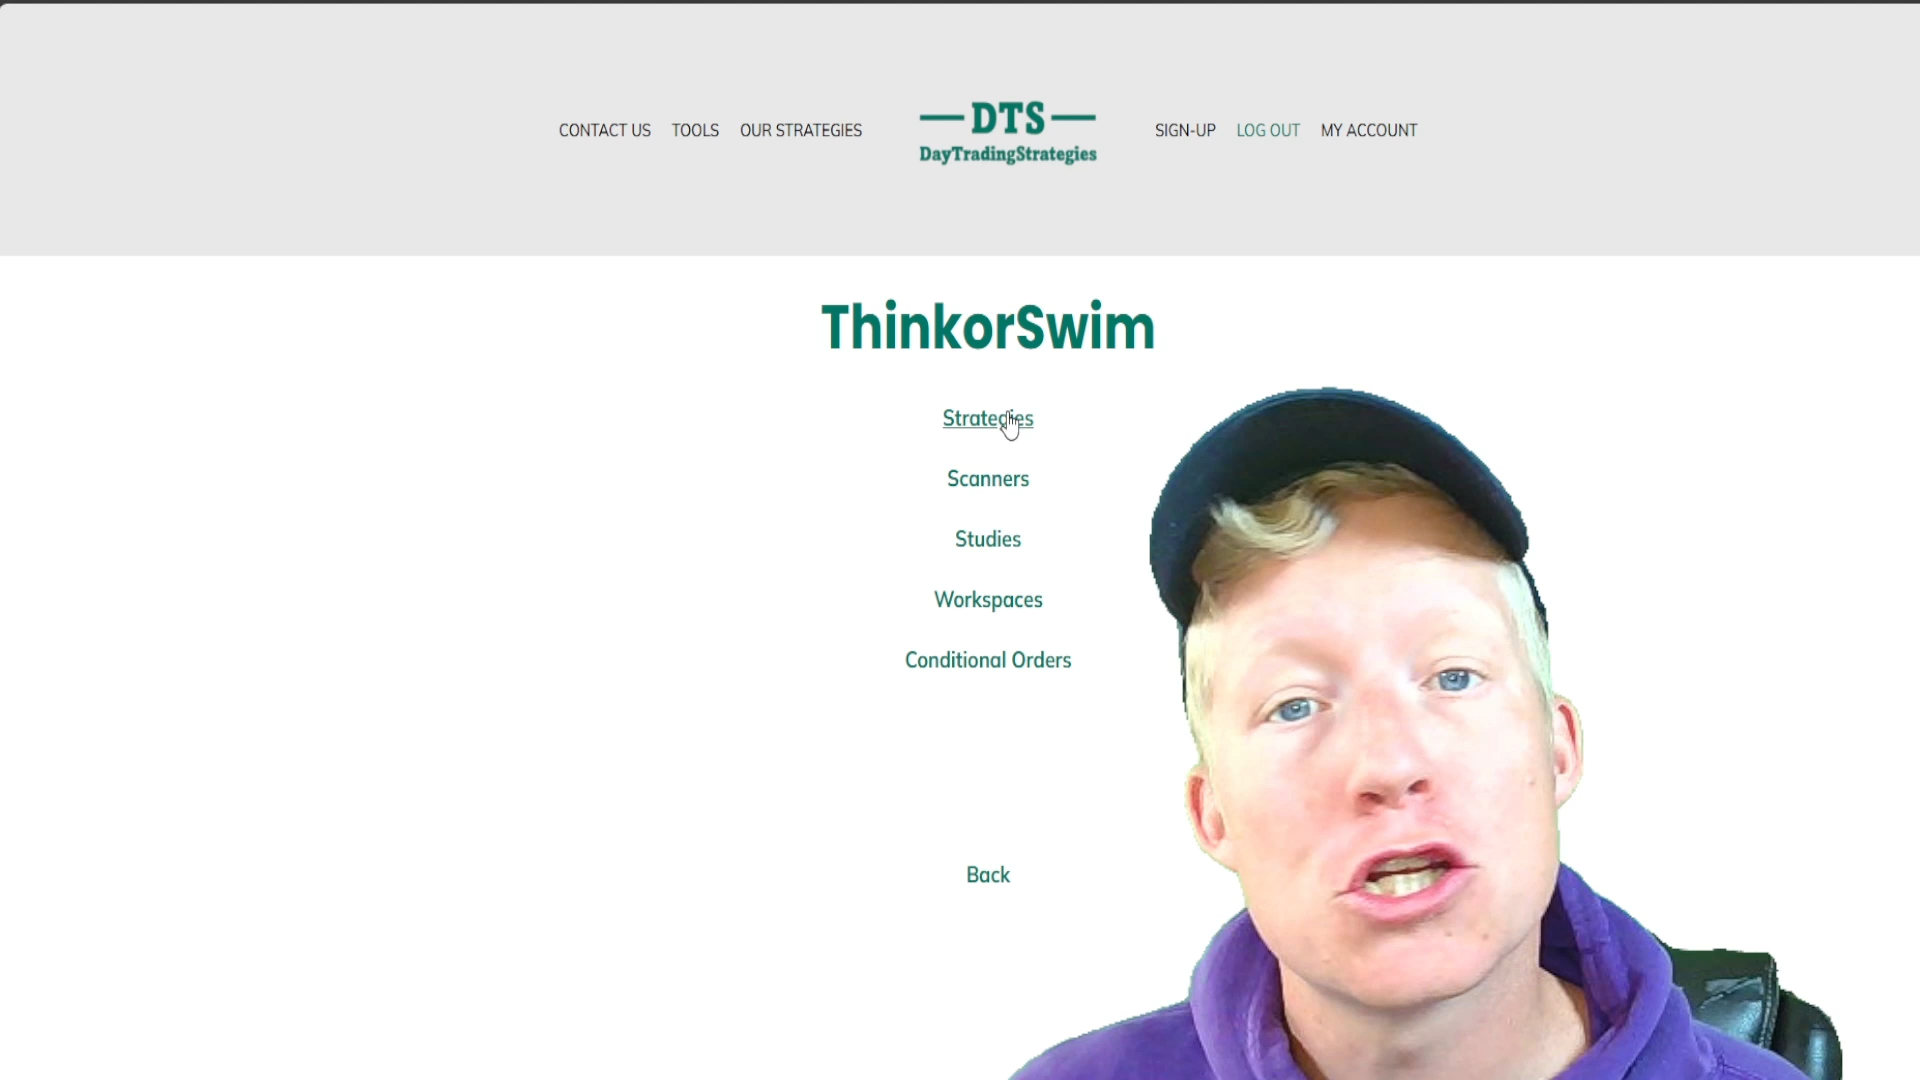 CONTACT US TOOLS OUR STRATEGIES
DTS
DayTradingStrategies
SIGN-UP LOG OUT MY ACCOUNT
ThinkorSwim
Strategies
Scanners
Studies
Workspaces
Conditional Orders
Back